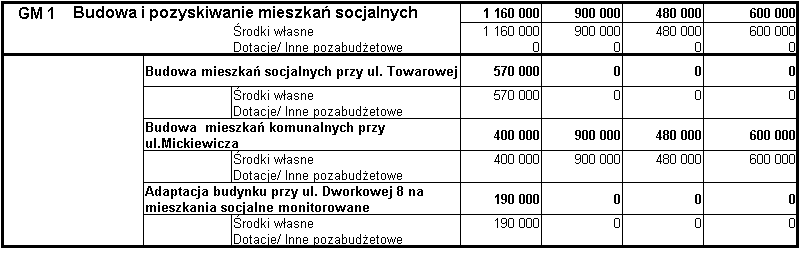 GM 1 Budowa i pozyskiwanie mieszkań socjalnych 1 160 000 900 000 480 000 600 000
Środki własne 1 160 000 900 000 480 000 600 000
Dotacje/ Inne pozabudżetowe 0 0 0 0
Budowa mieszkań socjalnych przy ul. Towarowej 570 000 0 0 0
Środki własne 570 000 0 0 0
Dotacje/ Inne pozabudżetowe
Budowa mieszkań komunalnych przy
ul.Mickiewicza 400 000 900 000 480 000 600 000
Środki własne 400 000 900 000 480 000 600 000
Dotacje/ Inne pozabudżetowe
Adaptacja budynku przy ul. Dworkowej 8 na
mieszkania socjalne monitorowane 190 000 0 0 0
Środki własne 190 000 0 0 0
Dotacje/ Inne pozabudżetowe